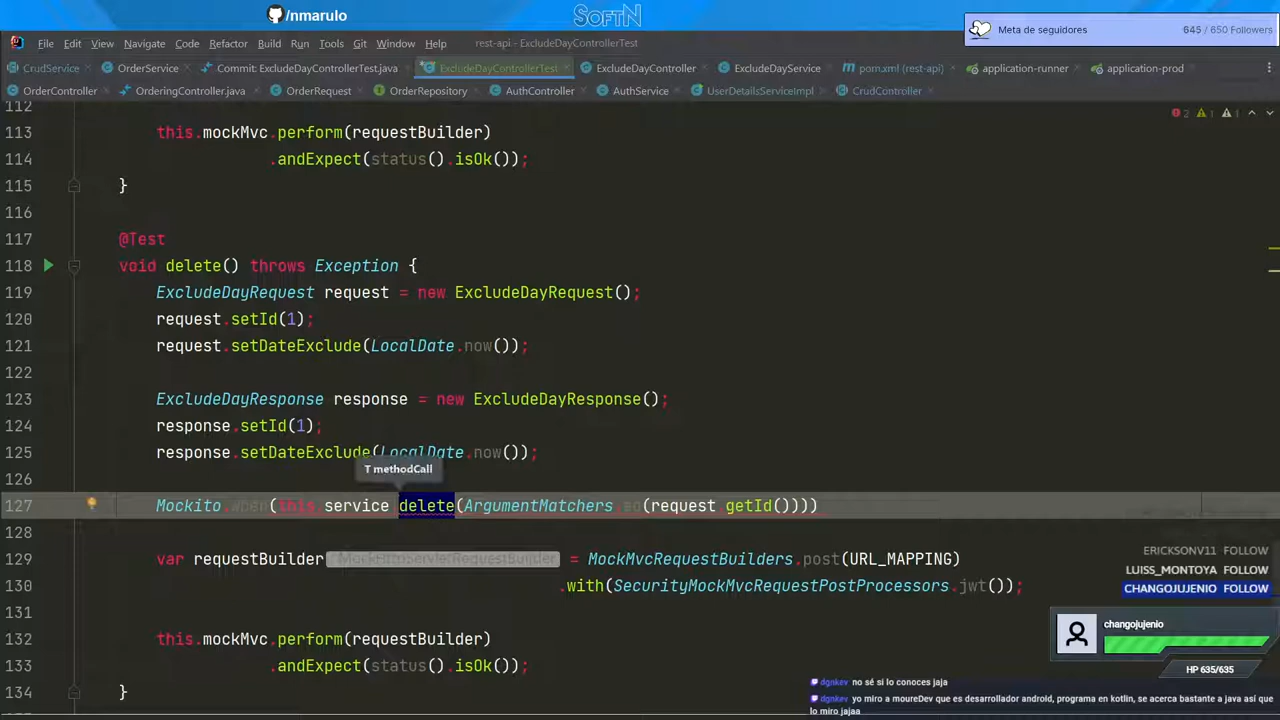 /nmarulo
SOFTN
Meta de seguidores 645 / 650 Followers
File Edit View Navigate Code Refactor Build Run Tools Git Window Help rest-api - ExcludeDayControllerTest
CrudService OrderService Commit: ExcludeDayControllerTest.java ExcludeDayControllerTest ExcludeDayController ExcludeDayService pom.xml (rest-api) application-runner application-prod
OrderController OrderingController.java OrderRequest OrderRepository AuthController AuthService UserDetailsServiceImpl CrudController
112
2 1 1
113 this.mockMvc.perform(requestBuilder)
114 .andExpect(status().isOk());
115 }
116
117 @Test
118 void delete() throws Exception {
119 ExcludeDayRequest request = new ExcludeDayRequest();
120 request.setId(1);
121 request.setDateExclude(LocalDate.now());
122
123 ExcludeDayResponse response = new ExcludeDayResponse();
124 response.setId(1);
125 response.setDateExclude(LocalDate.now());
T methodCall
126
127 Mockito.when(this.service.delete(ArgumentMatchers.eq(request.getId())))
128
129 var requestBuilder MockHttpServletRequestBuilder = MockMvcRequestBuilders.post(URL_MAPPING)
130 .with(SecurityMockMvcRequestPostProcessors.jwt());
131
132 this.mockMvc.perform(requestBuilder)
133 .andExpect(status().isOk());
134 }
ERICKSONV11 FOLLOW
LUISS_MONTOYA FOLLOW
CHANGOJUJENIO FOLLOW
changojujenio
HP 635/635
dgnkev no sé si lo conoces jaja
dgnkev yo miro a moureDev que es desarrollador android, programa en kotlin, se acerca bastante a java así que
lo miro jajaa